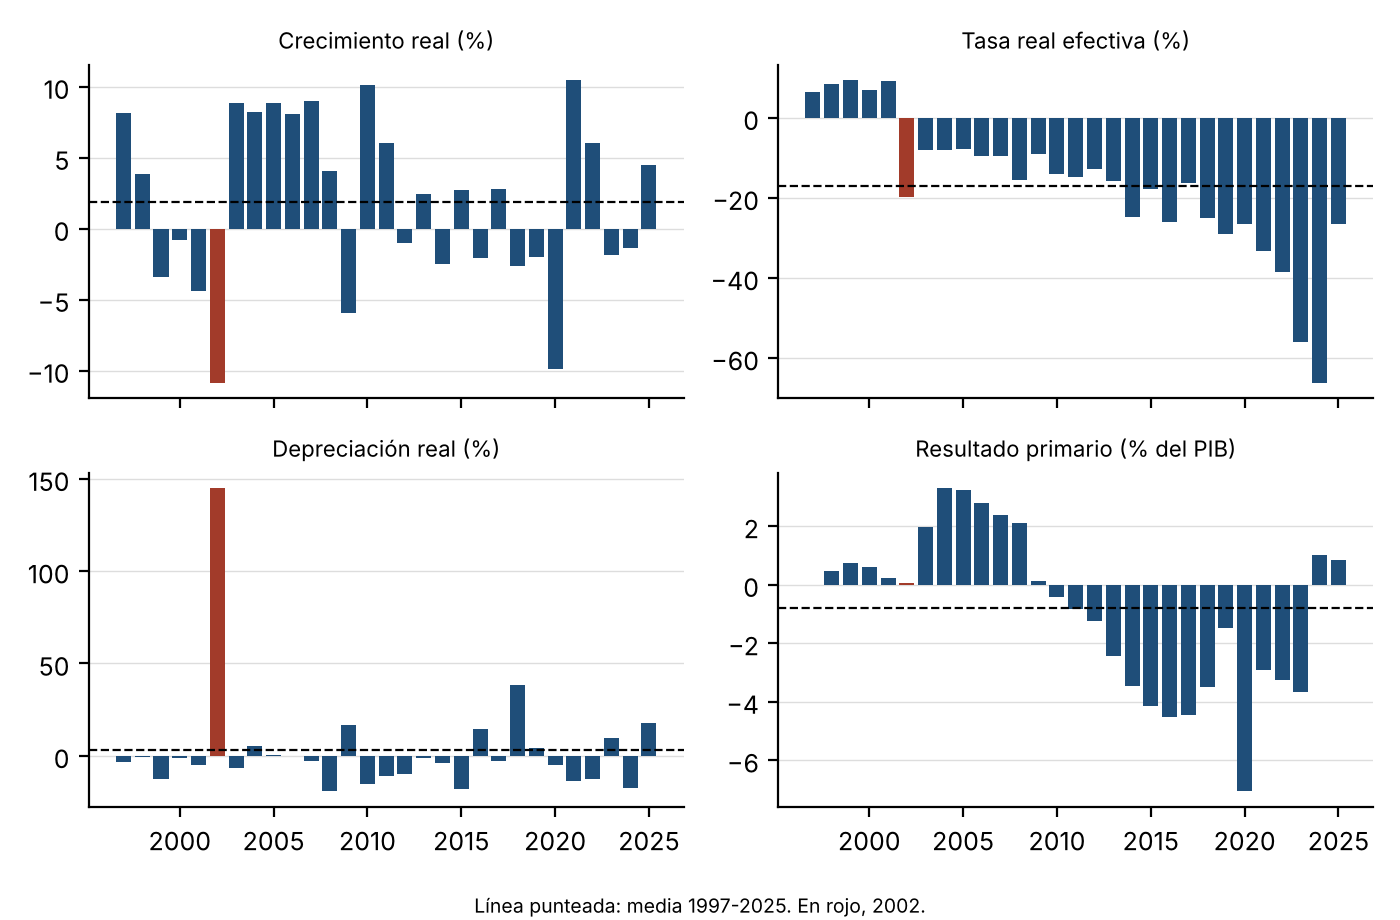 Crecimiento real (%)
10
5
0
−5
−10
Tasa real efectiva (%)
0
−20
−40
−60
Depreciación real (%)
150
100
50
0
2000 2005 2010 2015 2020 2025
Resultado primario (% del PIB)
2
0
−2
−4
−6
2000 2005 2010 2015 2020 2025
Línea punteada: media 1997-2025. En rojo, 2002.